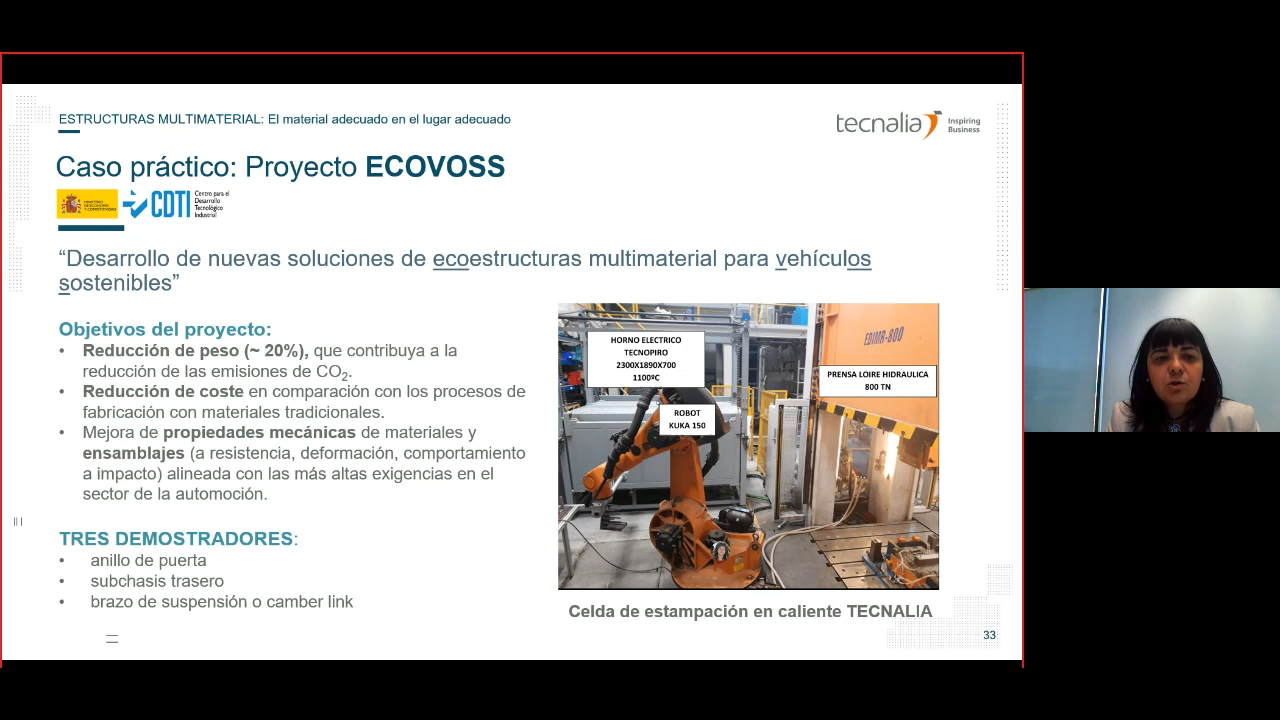 ESTRUCTURAS MULTIMATERIAL: El material adecuado en el lugar adecuado
tecnalia Inspiring
Business
Caso práctico: Proyecto ECOVOSS
MINISTERIO
DE ECONOMÍA
Y COMPETITIVIDAD
CDTI
Centro para el
Desarrollo
Tecnológico
Industrial
“Desarrollo de nuevas soluciones de ecoestructuras multimaterial para vehículos
sostenibles”
Objetivos del proyecto:
• Reducción de peso (~ 20%), que contribuya a la
reducción de las emisiones de CO₂.
• Reducción de coste en comparación con los procesos de
fabricación con materiales tradicionales.
• Mejora de propiedades mecánicas de materiales y
ensamblajes (a resistencia, deformación, comportamiento
a impacto) alineada con las más altas exigencias en el
sector de la automoción.
TRES DEMOSTRADORES:
• anillo de puerta
• subchasis trasero
• brazo de suspensión o camber link
HORNO ELECTRICO
TECNOPIRO
2300X1890X700
1100ºC
ROBOT
KUKA 150
EDIMR-800
PRENSA LOIRE HIDRAULICA
800 TN
Celda de estampación en caliente TECNALIA
33